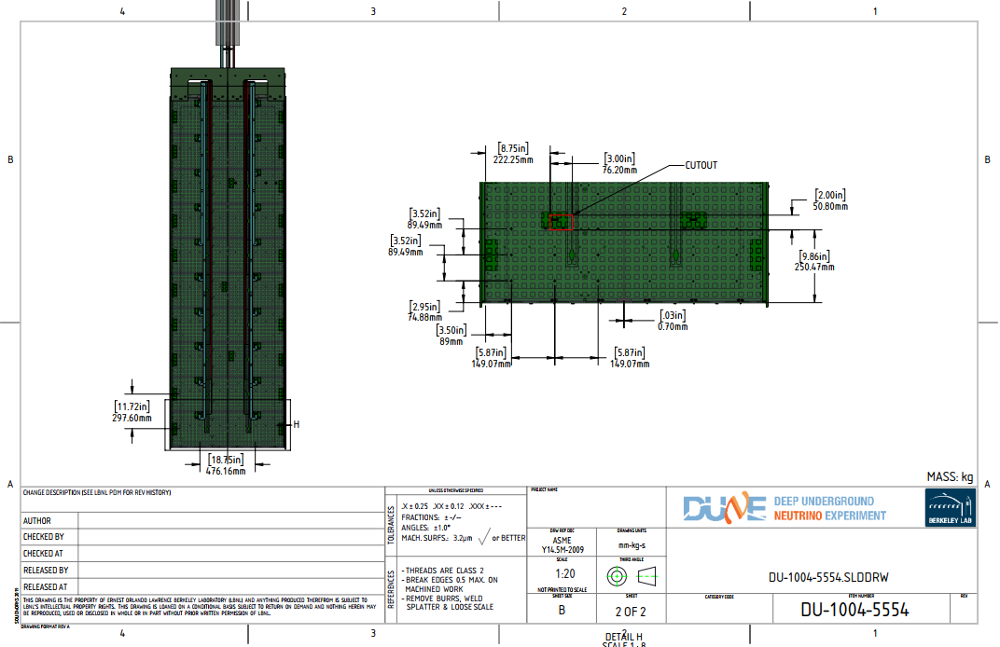 4 3 2 1
B B
[8.75in]
222.25mm
[3.00in]
76.20mm
CUTOUT
[2.00in]
50.80mm
[3.52in]
89.49mm
[3.52in]
89.49mm
[9.86in]
250.47mm
[2.95in]
74.88mm
[.03in]
0.70mm
[3.50in]
89mm
[5.87in]
149.07mm
[5.87in]
149.07mm
[11.72in]
297.60mm
H
[18.75in]
476.16mm
MASS: kg
A A
CHANGE DESCRIPTION (SEE LBNL PDM FOR REV HISTORY)
AUTHOR
CHECKED BY
CHECKED AT
RELEASED BY
RELEASED AT
THIS DRAWING IS THE PROPERTY OF ERNEST ORLANDO LAWRENCE BERKELEY LABORATORY (LBNL) AND ANYTHING PRODUCED THEREFROM IS SUBJECT TO
LBNL'S INTELLECTUAL PROPERTY RIGHTS. THIS DRAWING IS LOANED ON A CONDITIONAL BASIS SUBJECT TO RETURN ON DEMAND AND NOTHING HEREIN MAY
BE REPRODUCED, USED OR DISCLOSED IN WHOLE OR IN PART WITHOUT PRIOR WRITTEN PERMISSION OF LBNL.
DRAWING FORMAT REV A
UNLESS OTHERWISE SPECIFIED
TOLERANCES
.X ± 0.25 .XX ± 0.12 .XXX ± ---
FRACTIONS: ± -/--
ANGLES: ±1.0°
MACH. SURFS.: 3.2µm or BETTER
REFERENCES
- THREADS ARE CLASS 2
- BREAK EDGES 0.5 MAX. ON
MACHINED WORK
- REMOVE BURRS, WELD
SPLATTER & LOOSE SCALE
PROJECT NAME
DRW REF DOC
ASME
Y14.5M-2009
DRAWING UNITS
mm-kg-s
SCALE
1:20
NOT PRINTED TO SCALE
THIRD ANGLE
SHEET SIZE
B
SHEET
2 OF 2
DUNE
DEEP UNDERGROUND
NEUTRINO EXPERIMENT
BERKELEY LAB
DU-1004-5554.SLDDRW
CATEGORY CODE
ITEM NUMBER
DU-1004-5554
REV
4 3 2 1
DETAIL H
SCALE 1 : 8